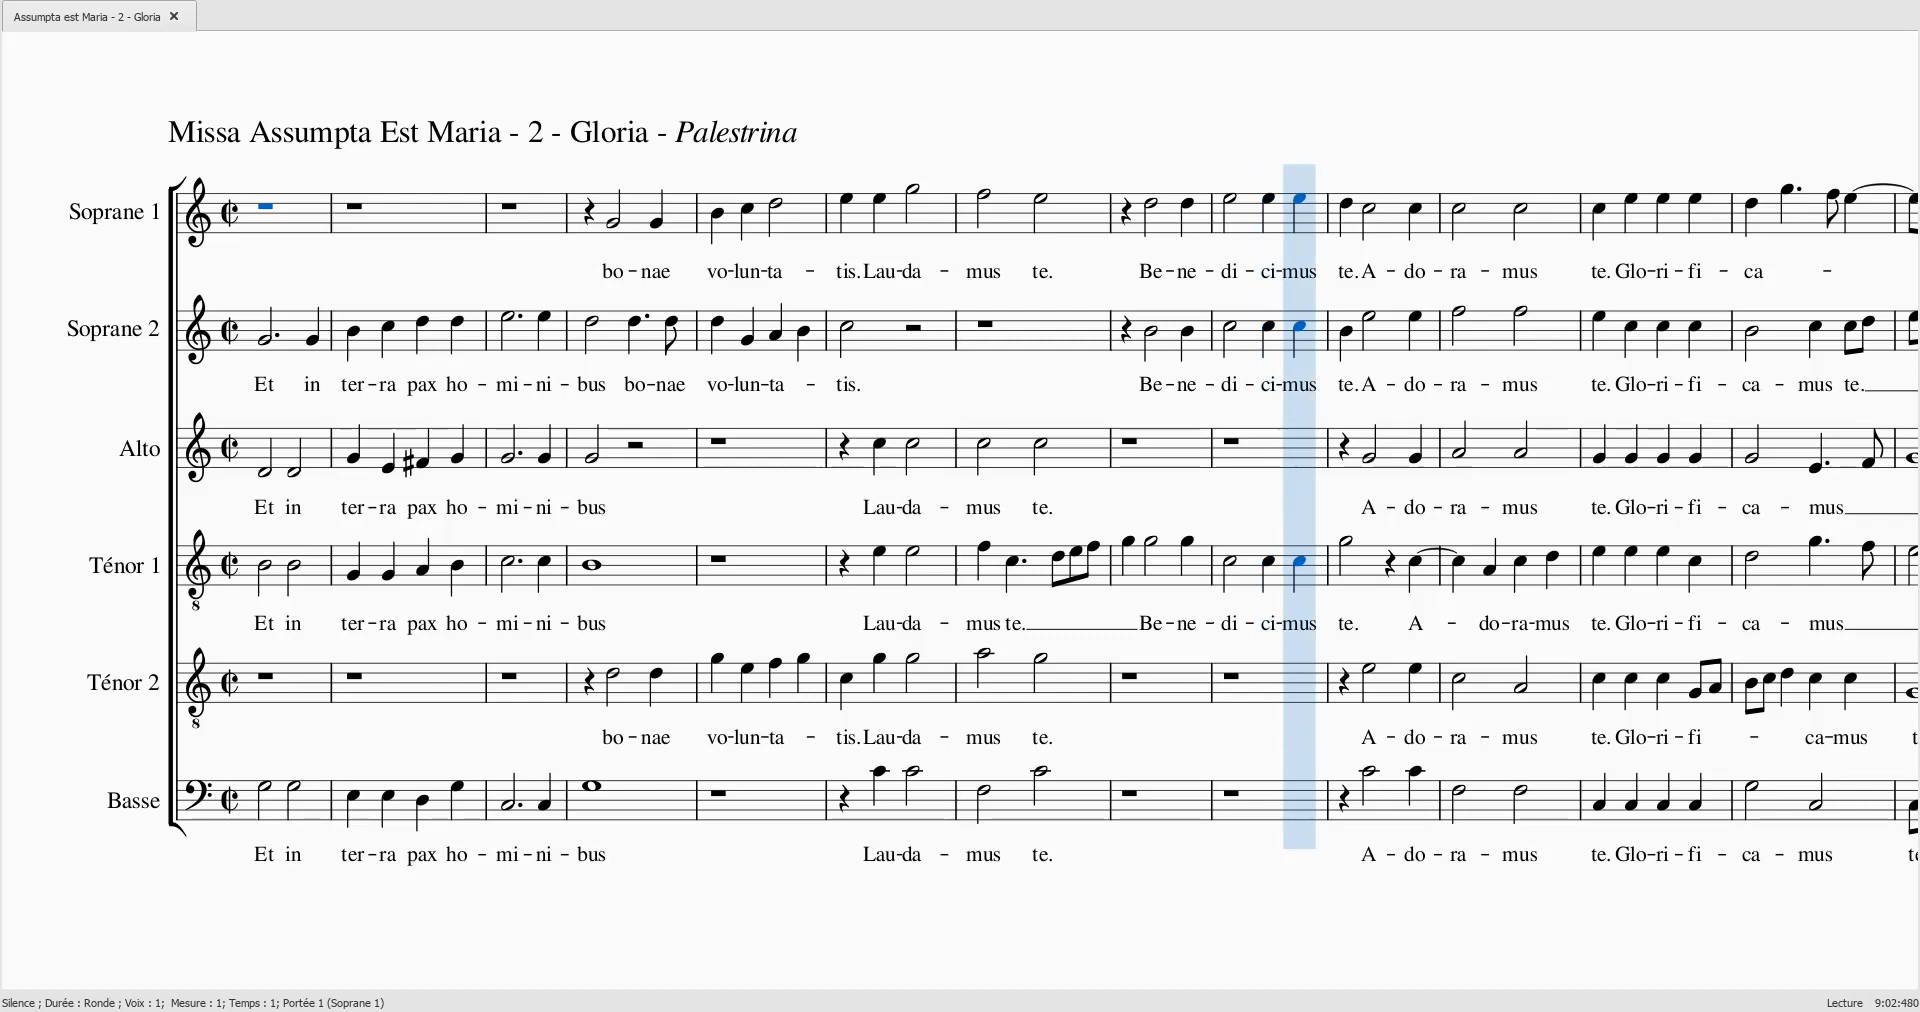 Assumpta est Maria - 2 - Gloria ✕
Missa Assumpta Est Maria - 2 - Gloria - Palestrina
Soprane 1
bo - nae vo-lun-ta - tis. Lau-da - mus te. Be-ne - di - ci-mus te. A - do - ra - mus te. Glo-ri - fi - ca -
Soprane 2
Et in ter-ra pax ho - mi - ni - bus bo-nae vo-lun-ta - tis. Be-ne - di - ci-mus te. A - do - ra - mus te. Glo-ri - fi - ca - mus te.
Alto
Et in ter-ra pax ho - mi - ni - bus Lau-da - mus te. A - do - ra - mus te. Glo-ri - fi - ca - mus
Ténor 1
8
Et in ter-ra pax ho - mi - ni - bus Lau-da - mus te. Be-ne - di - ci-mus te. A - do-ra-mus te. Glo-ri - fi - ca - mus
Ténor 2
8
bo - nae vo-lun-ta - tis. Lau-da - mus te. A - do - ra - mus te. Glo-ri - fi - ca-mus t
Basse
Et in ter-ra pax ho - mi - ni - bus Lau-da - mus te. A - do - ra - mus te. Glo-ri - fi - ca - mus te
Silence ; Durée : Ronde ; Voix : 1; Mesure : 1; Temps : 1; Portée 1 (Soprane 1)
Lecture 9:02:480